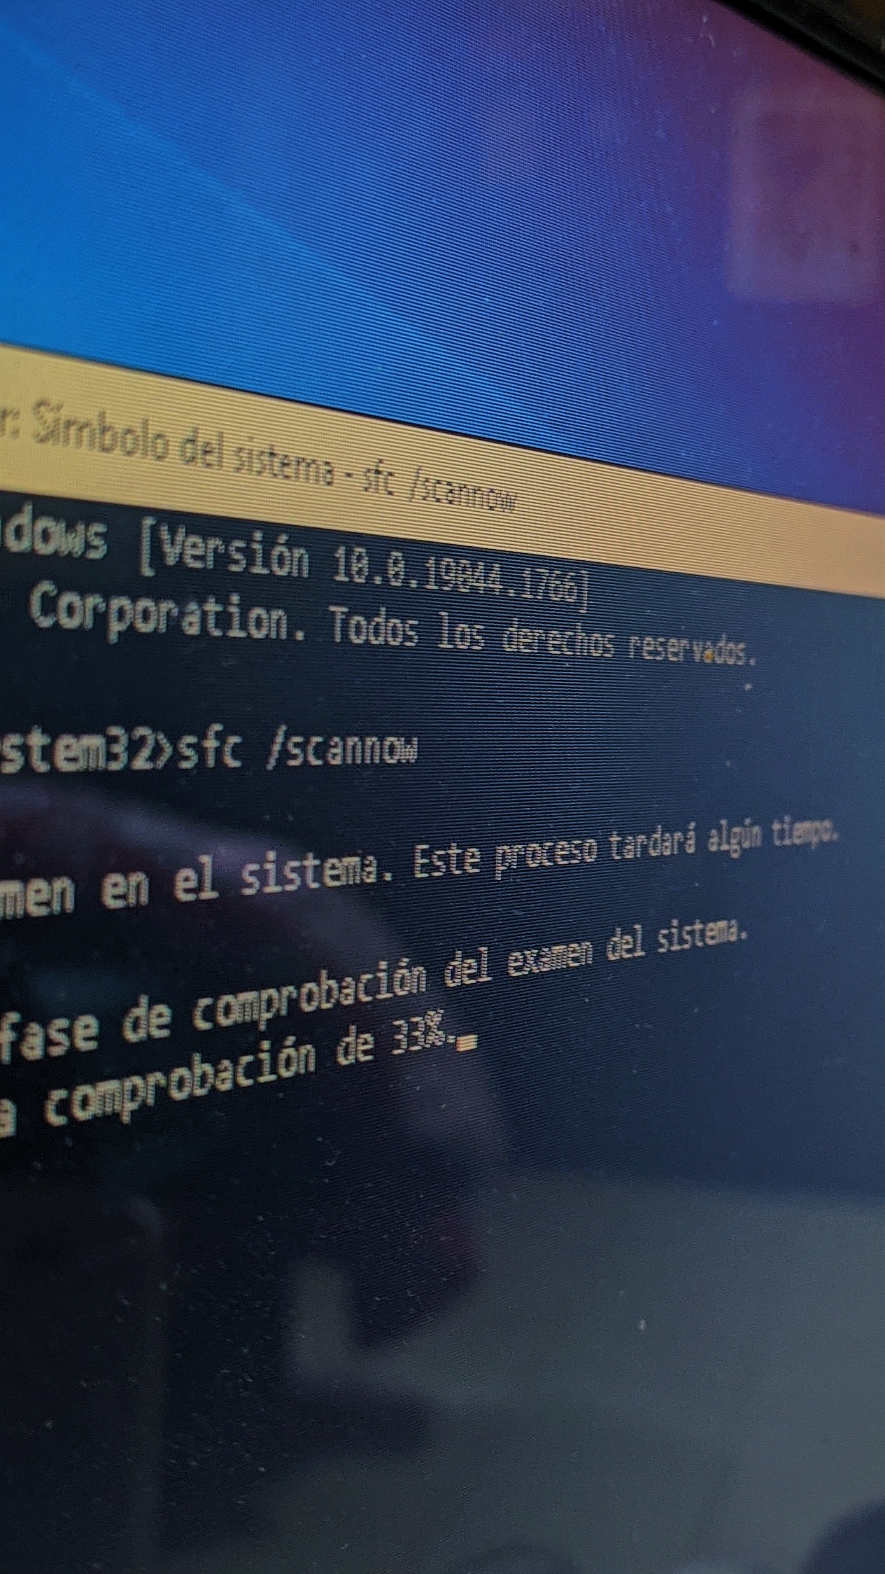 r: Símbolo del sistema - sfc /scannow
dows [Versión 10.0.19044.1766]
Corporation. Todos los derechos reservados.
stem32>sfc /scannow
men en el sistema. Este proceso tardará algún tiempo.
fase de comprobación del examen del sistema.
a comprobación de 33%.